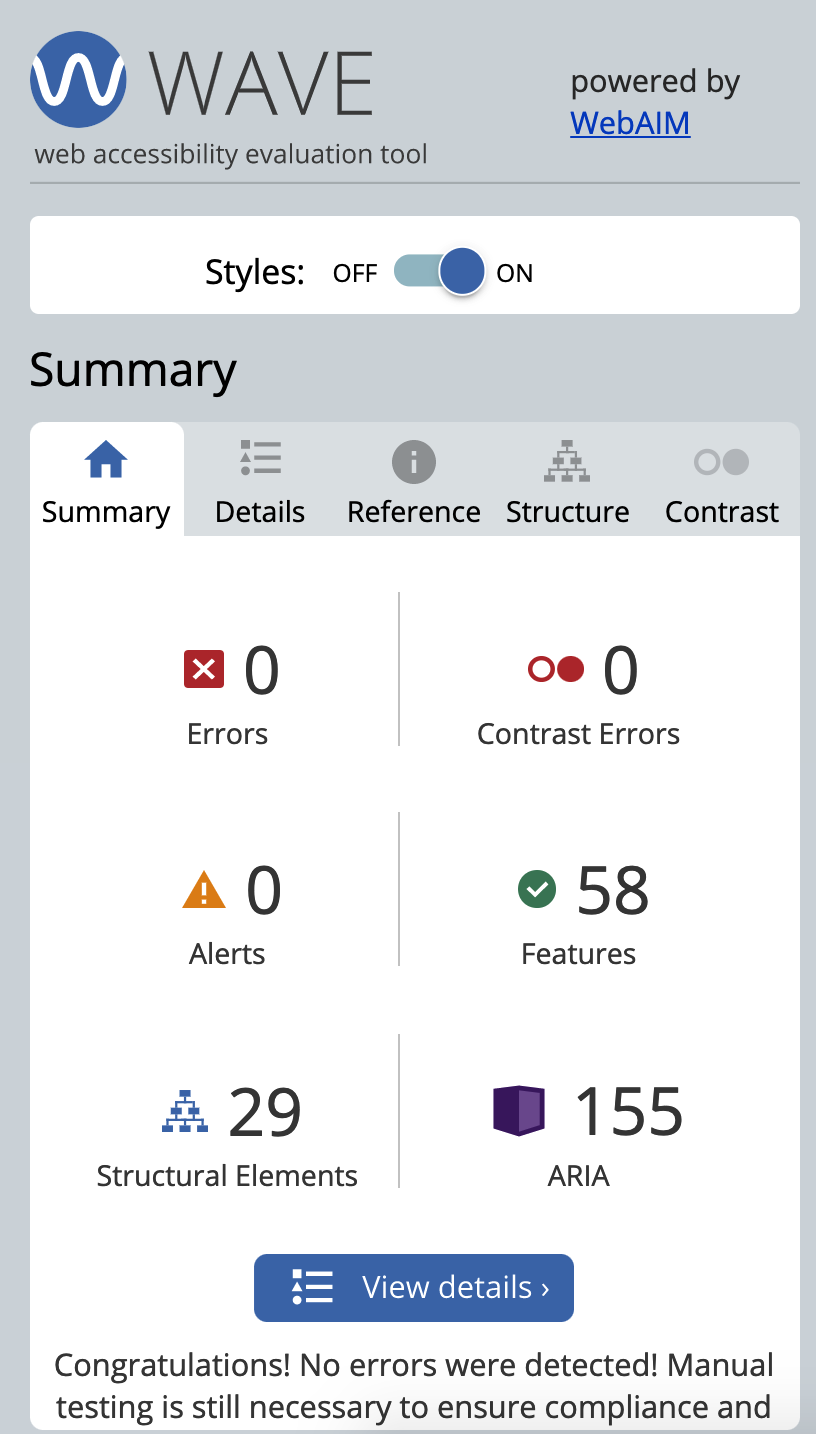 WAVE
web accessibility evaluation tool
powered by
WebAIM
Styles: OFF ON
Summary
Summary Details Reference Structure Contrast
0
Errors
0
Contrast Errors
0
Alerts
58
Features
29
Structural Elements
155
ARIA
View details ›
Congratulations! No errors were detected! Manual
testing is still necessary to ensure compliance and